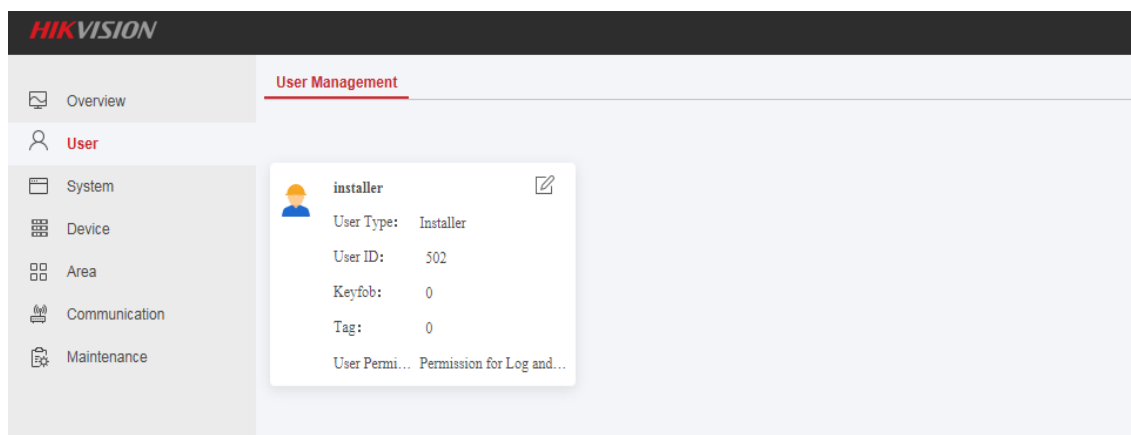 HIKVISION
User Management
Overview
User
System
Device
Area
Communication
Maintenance
installer
User Type: Installer
User ID: 502
Keyfob: 0
Tag: 0
User Permi... Permission for Log and...